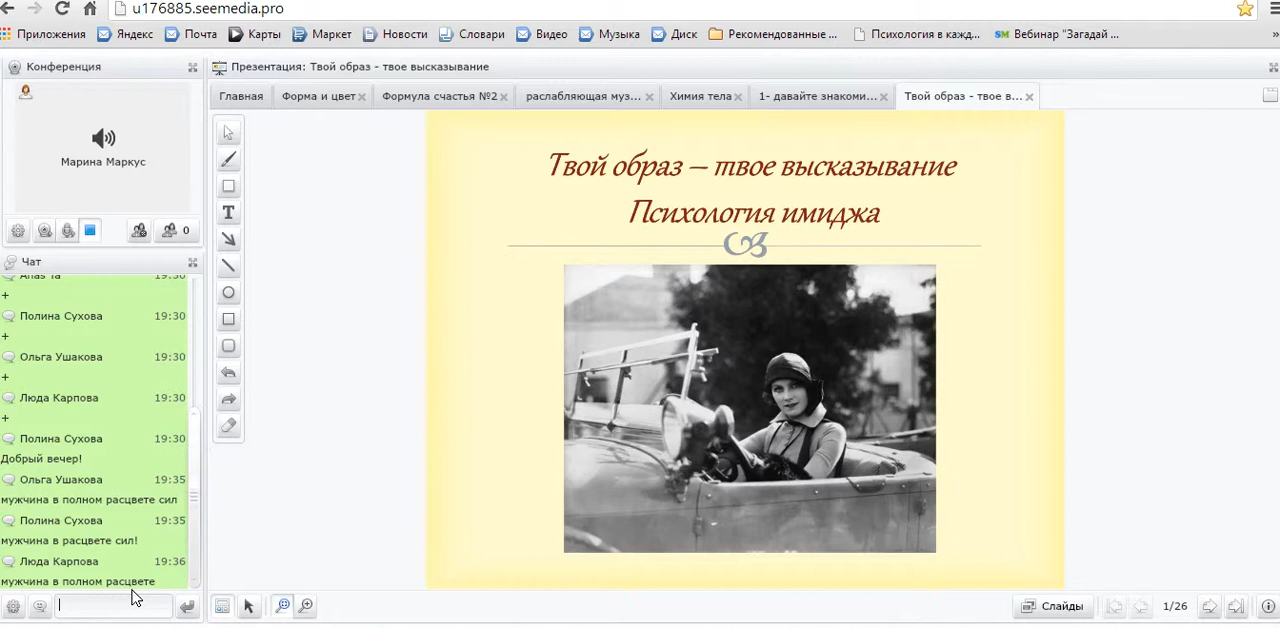 u176885.seemedia.pro
Приложения Яндекс Почта Карты Маркет Новости Словари Видео Музыка Диск Рекомендованные ... Психология в кажд... SM Вебинар "Загадай ... »
Конференция
Презентация: Твой образ - твое высказывание
Главная Форма и цвет Формула счастья №2 раслабляющая муз... Химия тела 1- давайте знакоми... Твой образ - твое в...
Марина Маркус
0
Чат
19:30
+
Полина Сухова 19:30
+
Ольга Ушакова 19:30
+
Люда Карпова 19:30
+
Полина Сухова 19:30
Добрый вечер!
Ольга Ушакова 19:35
мужчина в полном расцвете сил
Полина Сухова 19:35
мужчина в расцвете сил!
Люда Карпова 19:36
мужчина в полном расцвете
T
Твой образ – твое высказывание
Психология имиджа
Слайды 1/26